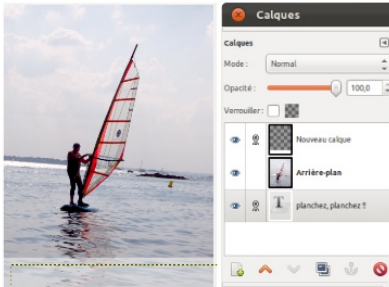 Calques
Calques
Mode : Normal
Opacité : 100,0
Verrouiller :
Nouveau calque
Arrière-plan
T planchez, planchez !!